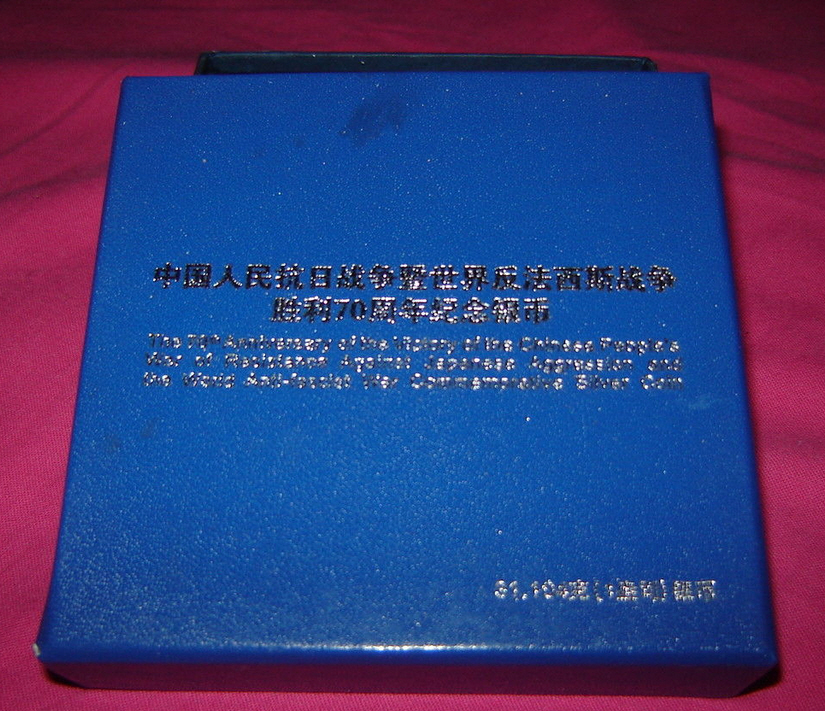 中国人民抗日战争暨世界反法西斯战争
胜利70周年纪念银币
The 70th Anniversary of the Victory of the Chinese People's
War of Resistance Against Japanese Aggression and
the World Anti-fascist War Commemorative Silver Coin
31.104克(1盎司)银币